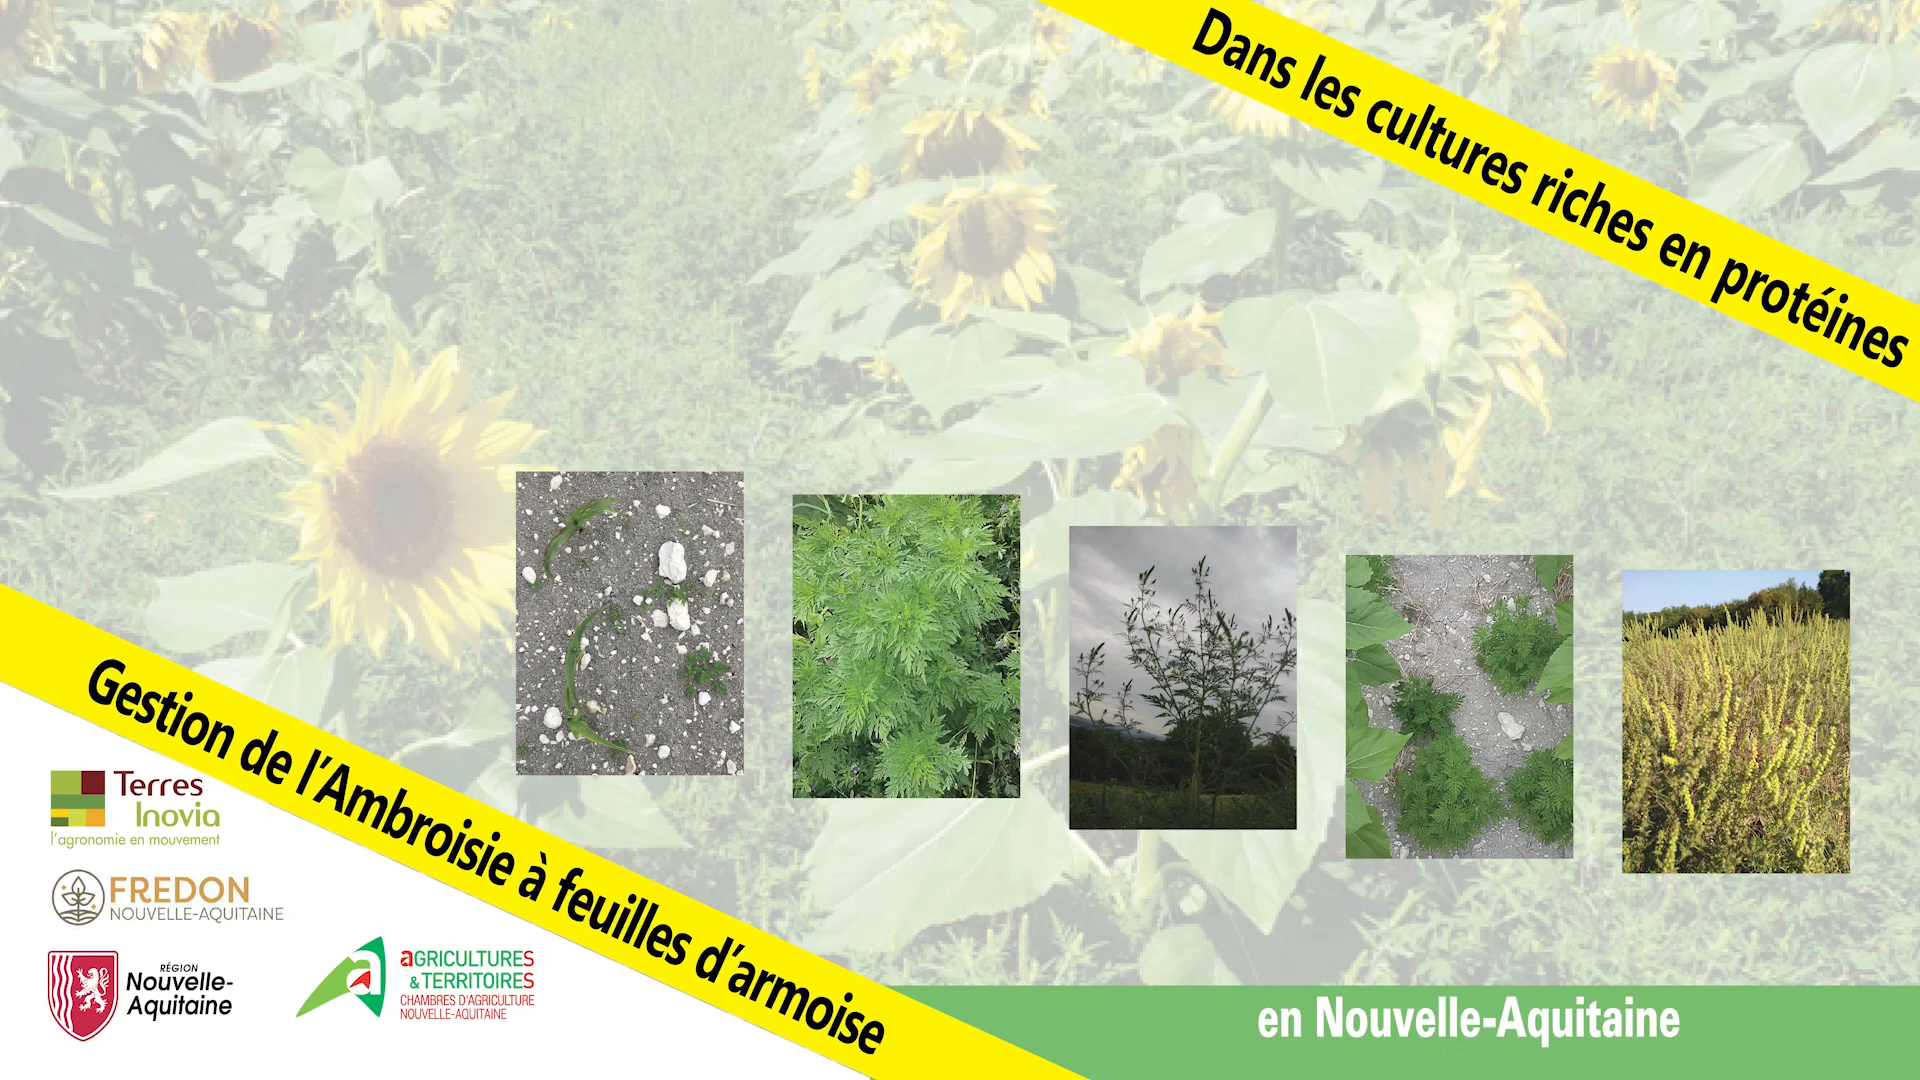 Dans les cultures riches en protéines
Gestion de l'Ambroisie à feuilles d'armoise
Terres
Inovia
l'agronomie en mouvement
FREDON
NOUVELLE-AQUITAINE
RÉGION
Nouvelle-
Aquitaine
aGRICULTURES
&TERRITOIRES
CHAMBRES D'AGRICULTURE
NOUVELLE-AQUITAINE
en Nouvelle-Aquitaine